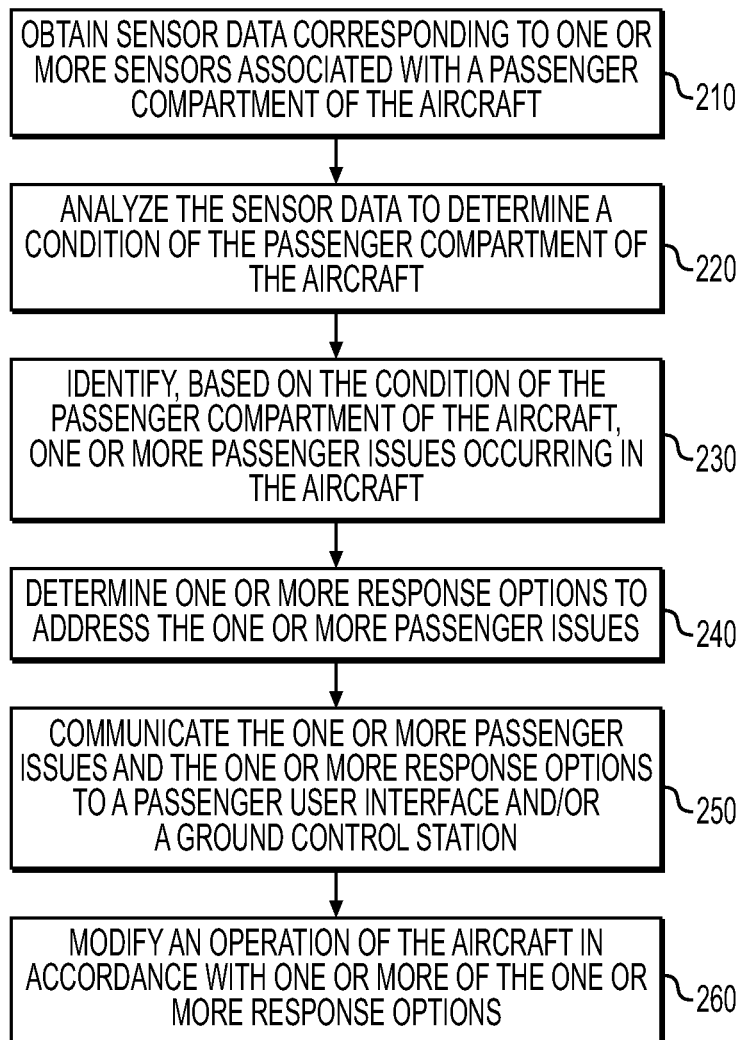 OBTAIN SENSOR DATA CORRESPONDING TO ONE OR
MORE SENSORS ASSOCIATED WITH A PASSENGER
COMPARTMENT OF THE AIRCRAFT
210
ANALYZE THE SENSOR DATA TO DETERMINE A
CONDITION OF THE PASSENGER COMPARTMENT OF
THE AIRCRAFT
220
IDENTIFY, BASED ON THE CONDITION OF THE
PASSENGER COMPARTMENT OF THE AIRCRAFT,
ONE OR MORE PASSENGER ISSUES OCCURRING IN
THE AIRCRAFT
230
DETERMINE ONE OR MORE RESPONSE OPTIONS TO
ADDRESS THE ONE OR MORE PASSENGER ISSUES
240
COMMUNICATE THE ONE OR MORE PASSENGER
ISSUES AND THE ONE OR MORE RESPONSE OPTIONS
TO A PASSENGER USER INTERFACE AND/OR
A GROUND CONTROL STATION
250
MODIFY AN OPERATION OF THE AIRCRAFT IN
ACCORDANCE WITH ONE OR MORE OF THE ONE OR
MORE RESPONSE OPTIONS
260